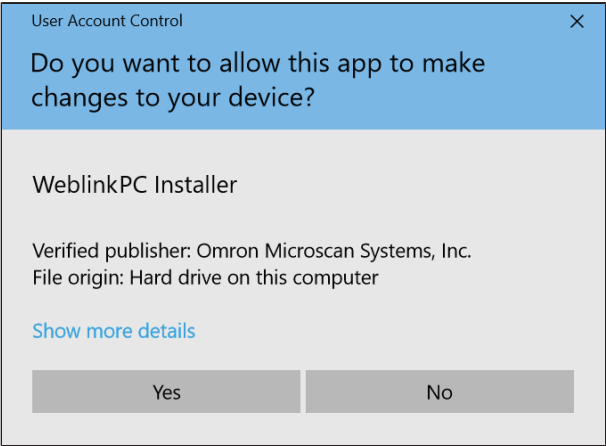 User Account Control
Do you want to allow this app to make
changes to your device?
WeblinkPC Installer
Verified publisher: Omron Microscan Systems, Inc.
File origin: Hard drive on this computer
Show more details
Yes
No